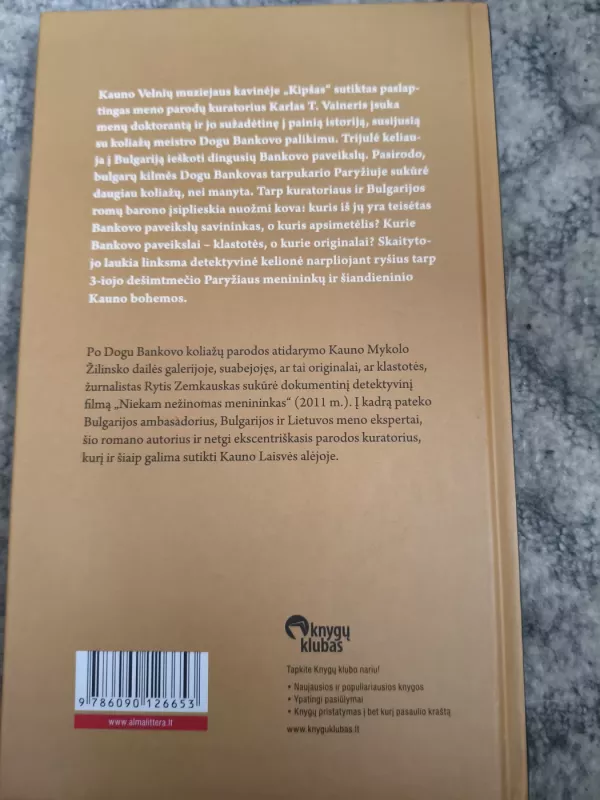 Kauno Velnių muziejaus kavinėje „Kipšas“ sutiktas paslap-
tingas meno parodų kuratorius Karlas T. Vaineris įsuka
menų doktorantą ir jo sužadėtinę į painią istoriją, susijusią
su koliažų meistro Dogu Bankovo palikimu. Trijulė keliau-
ja į Bulgariją ieškoti dingusių Bankovo paveikslų. Pasirodo,
bulgarų kilmės Dogu Bankovas tarpukario Paryžiuje sukūrė
daugiau koliažų, nei manyta. Tarp kuratoriaus ir Bulgarijos
romų barono įsiplieskia nuožmi kova: kuris iš jų yra teisėtas
Bankovo paveikslų savininkas, o kuris apsimetėlis? Kurie
Bankovo paveikslai – klastotės, o kurie originalai? Skaityto-
jo laukia linksma detektyvinė kelionė narpliojant ryšius tarp
3-iojo dešimtmečio Paryžiaus menininkų ir šiandieninio
Kauno bohemos.
Po Dogu Bankovo koliažų parodos atidarymo Kauno Mykolo
Žilinsko dailės galerijoje, suabejojęs, ar tai originalai, ar klastotės,
žurnalistas Rytis Zemkauskas sukūrė dokumentinį detektyvinį
filmą „Niekam nežinomas menininkas“ (2011 m.). Į kadrą pateko
Bulgarijos ambasadorius, Bulgarijos ir Lietuvos meno ekspertai,
šio romano autorius ir netgi ekscentriškasis parodos kuratorius,
kurį ir šiaip galima sutikti Kauno Laisvės alėjoje.
knygų
klubas
Tapkite Knygų klubo nariu!
• Naujausios ir populiariausios knygos
• Ypatingi pasiūlymai
• Knygų pristatymas į bet kurį pasaulio kraštą
www.knyguklubas.lt
9 786090 126653
www.almalittera.lt